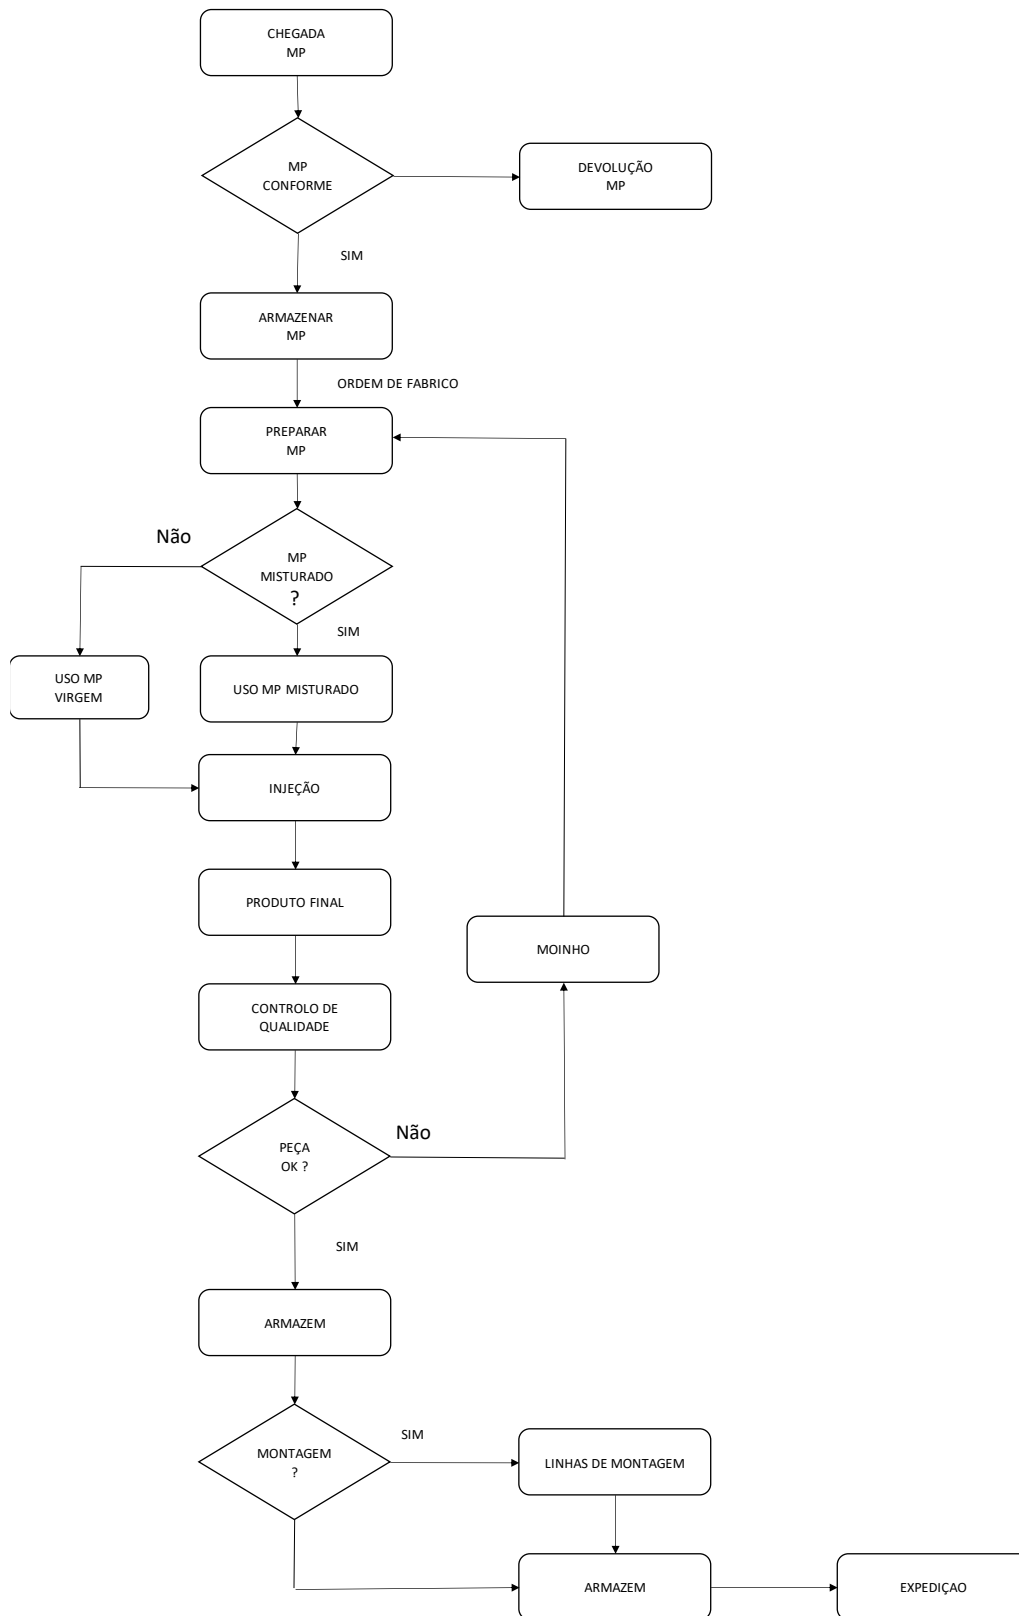 CHEGADA
MP
MP
CONFORME
DEVOLUÇÃO
MP
SIM
ARMAZENAR
MP
ORDEM DE FABRICO
PREPARAR
MP
Não
MP
MISTURADO
?
SIM
USO MP
VIRGEM
USO MP MISTURADO
INJEÇÃO
PRODUTO FINAL
MOINHO
CONTROLO DE
QUALIDADE
Não
PEÇA
OK ?
SIM
ARMAZEM
SIM
MONTAGEM
?
LINHAS DE MONTAGEM
ARMAZEM
EXPEDIÇAO